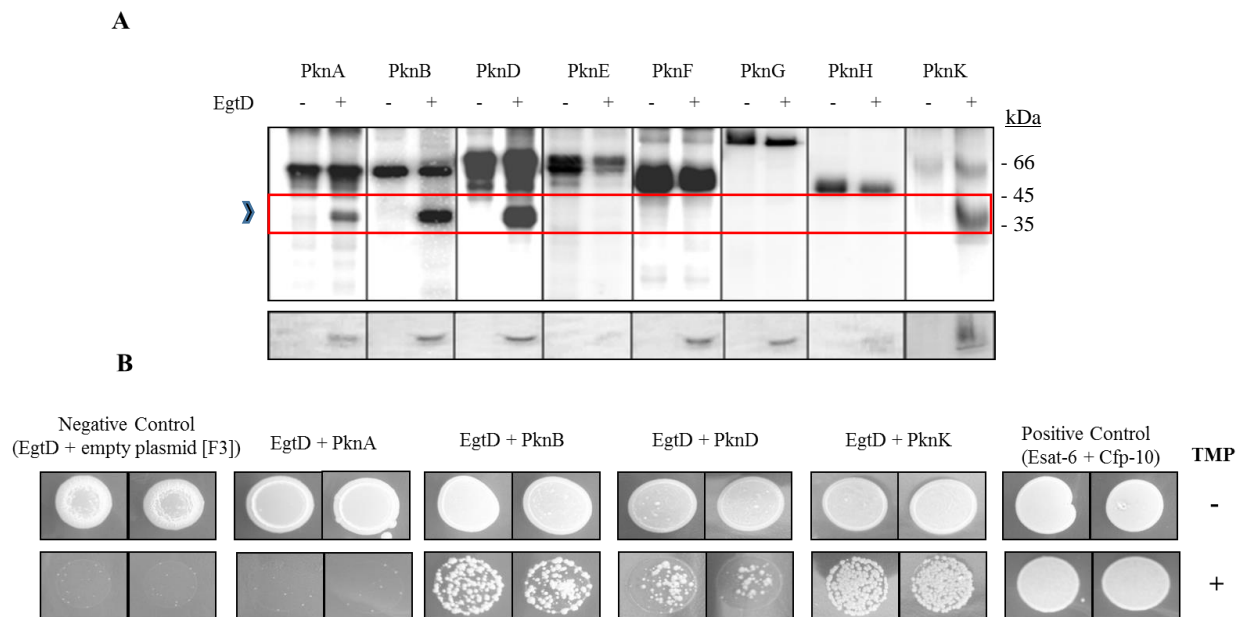 A
PknA PknB PknD PknE PknF PknG PknH PknK
EgtD - + - + - + - + - + - + - + - +
kDa
- 66
- 45
- 35
B
Negative Control
(EgtD + empty plasmid [F3])
EgtD + PknA
EgtD + PknB
EgtD + PknD
EgtD + PknK
Positive Control
(Esat-6 + Cfp-10)
TMP
-
+